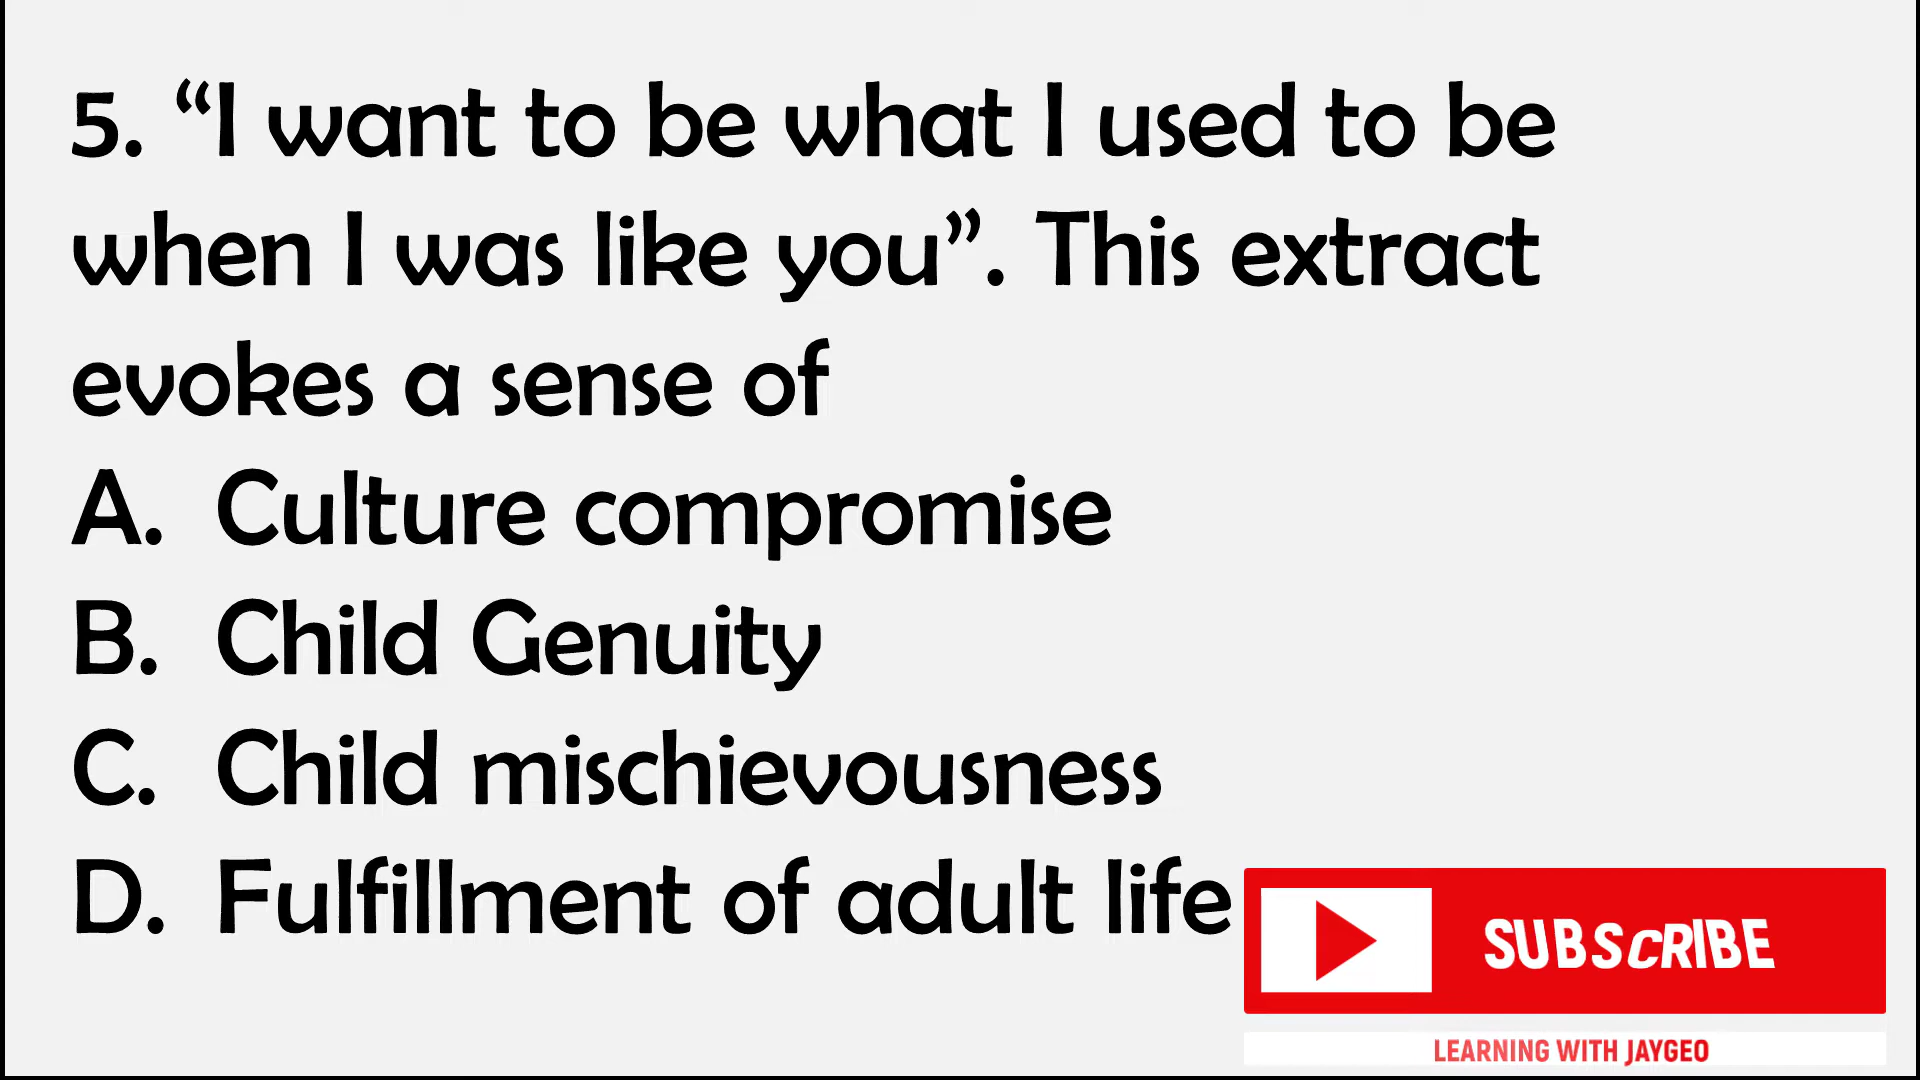 5. “I want to be what I used to be
when I was like you”. This extract
evokes a sense of
A. Culture compromise
B. Child Genuity
C. Child mischievousness
D. Fulfillment of adult life
SUBSCRIBE
LEARNING WITH JAYGEO